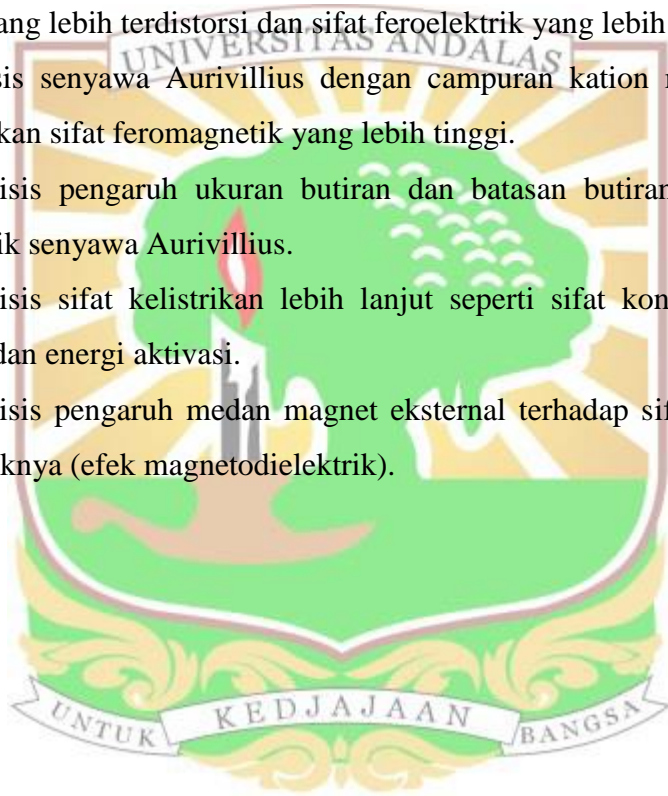 ang lebih terdistorsi dan sifat feroelektrik yang lebih
UNIVERSITAS ANDALAS
sis senyawa Aurivillius dengan campuran kation
kan sifat feromagnetik yang lebih tinggi.
isis pengaruh ukuran butiran dan batasan butiran
ik senyawa Aurivillius.
isis sifat kelistrikan lebih lanjut seperti sifat kon
dan energi aktivasi.
isis pengaruh medan magnet eksternal terhadap sif
knya (efek magnetodielektrik).
UNTUK KEDJAJAAN BANGSA